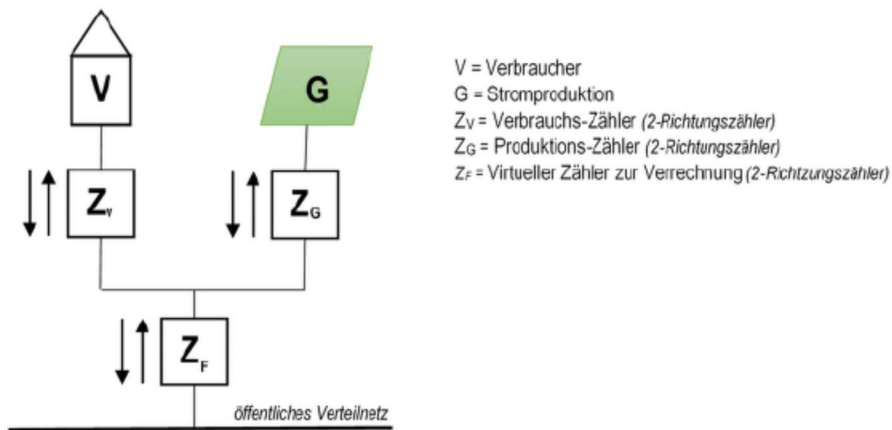 V
G
V = Verbraucher
G = Stromproduktion
Zv = Verbrauchs-Zähler (2-Richtungszähler)
ZG = Produktions-Zähler (2-Richtungszähler)
ZF = Virtueller Zähler zur Verrechnung (2-Richtzungszähler)
Zv
ZG
ZF
öffentliches Verteilnetz